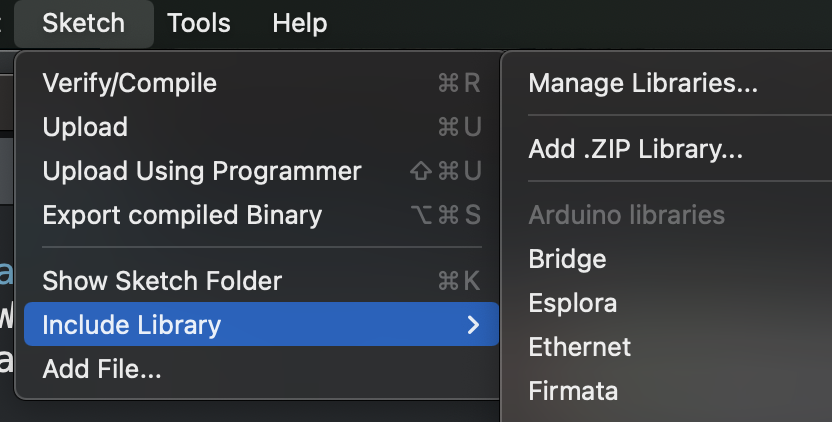 Sketch Tools Help
Verify/Compile ⌘R
Upload ⌘U
Upload Using Programmer ⇧⌘U
Export compiled Binary ⌥⌘S
Show Sketch Folder ⌘K
Include Library
Add File...
Manage Libraries...
Add .ZIP Library...
Arduino libraries
Bridge
Esplora
Ethernet
Firmata